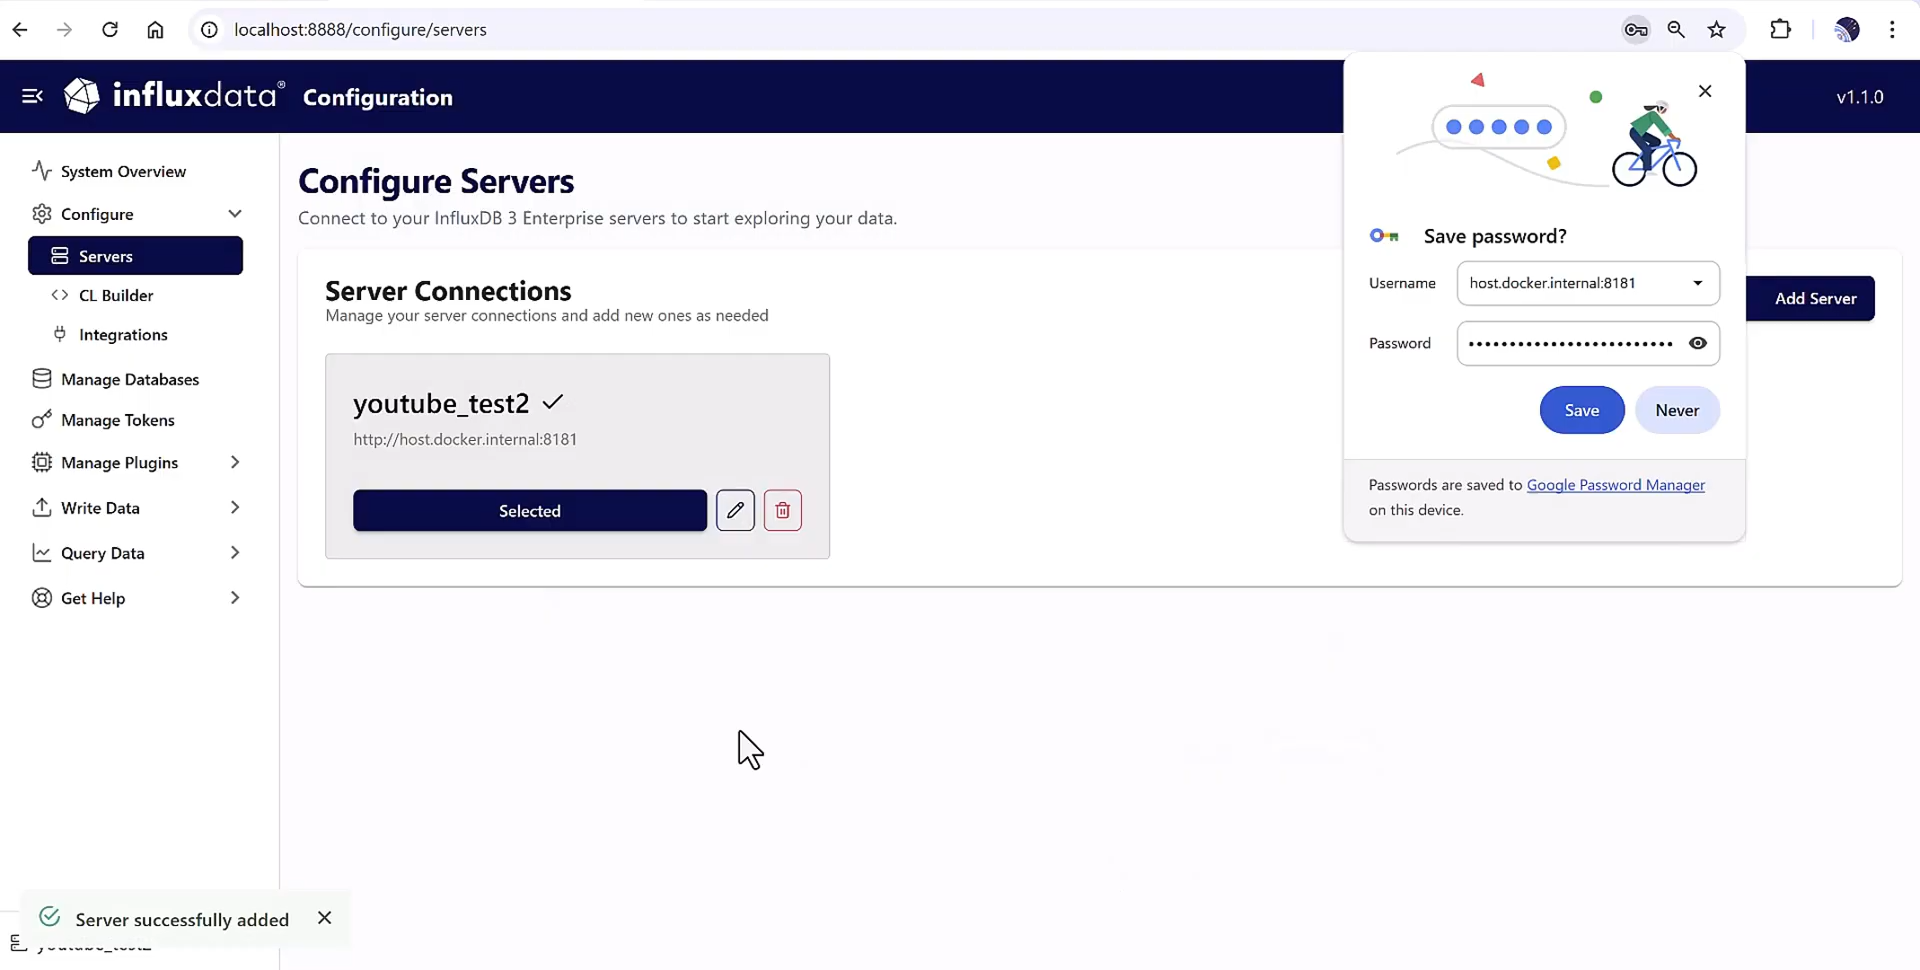 localhost:8888/configure/servers
influxdata®
Configuration
v1.1.0
System Overview
Configure
Servers
CL Builder
Integrations
Manage Databases
Manage Tokens
Manage Plugins
Write Data
Query Data
Get Help
Configure Servers
Connect to your InfluxDB 3 Enterprise servers to start exploring your data.
Server Connections
Manage your server connections and add new ones as needed
Add Server
youtube_test2
http://host.docker.internal:8181
Selected
Save password?
Username
host.docker.internal:8181
Password
Save
Never
Passwords are saved to Google Password Manager
on this device.
Server successfully added
youtube_test2